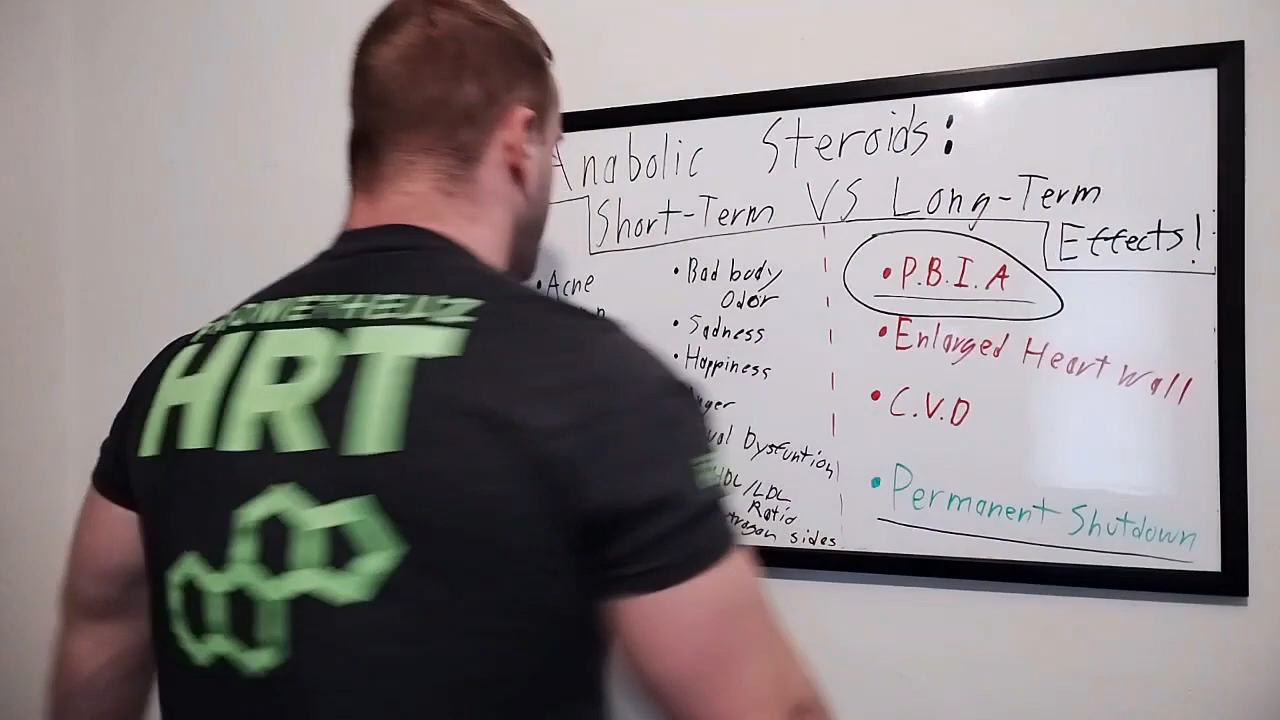 Anabolic Steroids:
Short-Term VS Long-Term
Effects!
• Acne
• Bad body
Odor
• Sadness
• Happiness
Dysfuntion
HDL/LDL
Ratio
sides
• P.B.I.A
• Enlarged Heart Wall
• C.V.D
• Permanent Shutdown
HRT